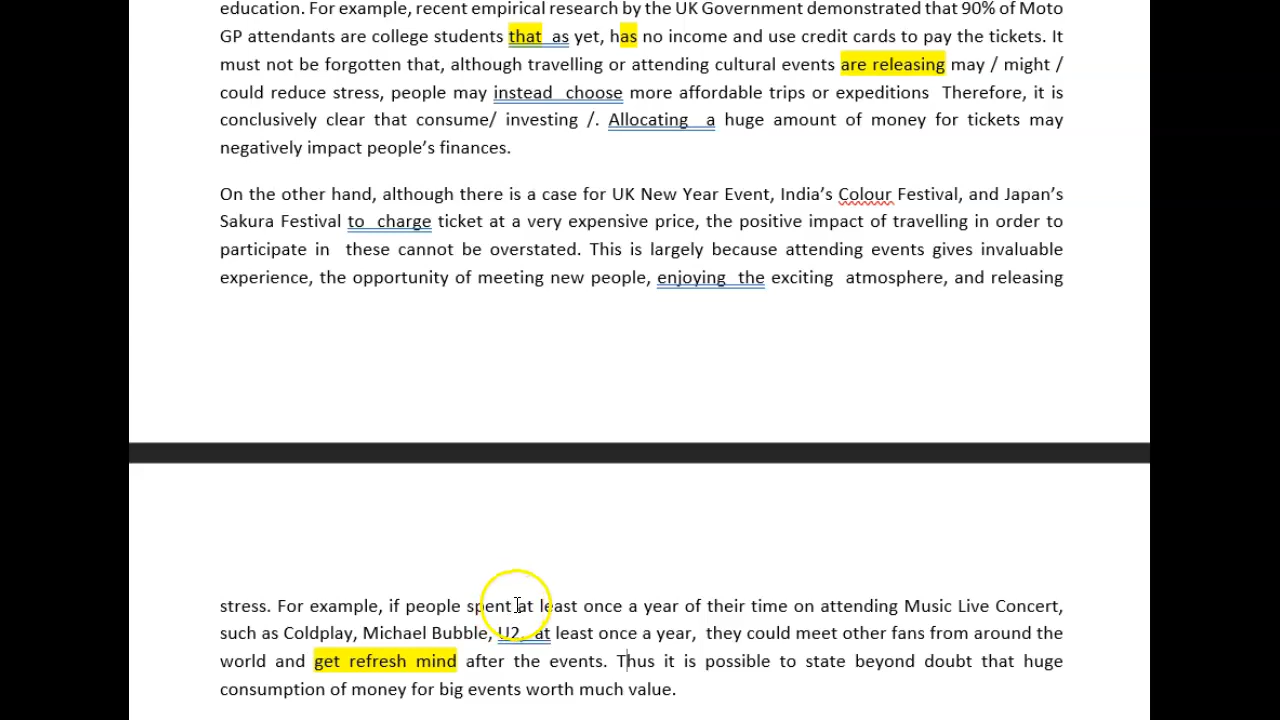 education. For example, recent empirical research by the UK Government demonstrated that 90% of Moto
GP attendants are college students that as yet, has no income and use credit cards to pay the tickets. It
must not be forgotten that, although travelling or attending cultural events are releasing may / might /
could reduce stress, people may instead choose more affordable trips or expeditions Therefore, it is
conclusively clear that consume/ investing /. Allocating a huge amount of money for tickets may
negatively impact people's finances.
On the other hand, although there is a case for UK New Year Event, India's Colour Festival, and Japan's
Sakura Festival to charge ticket at a very expensive price, the positive impact of travelling in order to
participate in these cannot be overstated. This is largely because attending events gives invaluable
experience, the opportunity of meeting new people, enjoying the exciting atmosphere, and releasing
stress. For example, if people spent at least once a year of their time on attending Music Live Concert,
such as Coldplay, Michael Bubble, U2, at least once a year, they could meet other fans from around the
world and get refresh mind after the events. Thus it is possible to state beyond doubt that huge
consumption of money for big events worth much value.